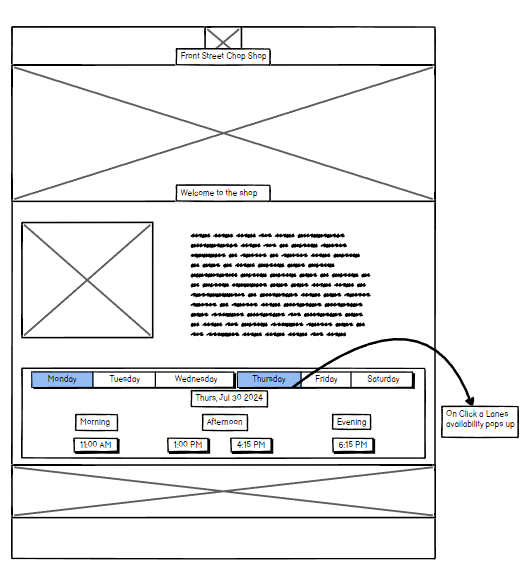 Front Street Chop Shop
Welcome to the shop
Monday Tuesday Wednesday Thursday Friday Saturday
Thurs, Jul 30 2024
Morning Afternoon Evening
11:00 AM 1:00 PM 4:15 PM 6:15 PM
On Click a Lanes
availability pops up